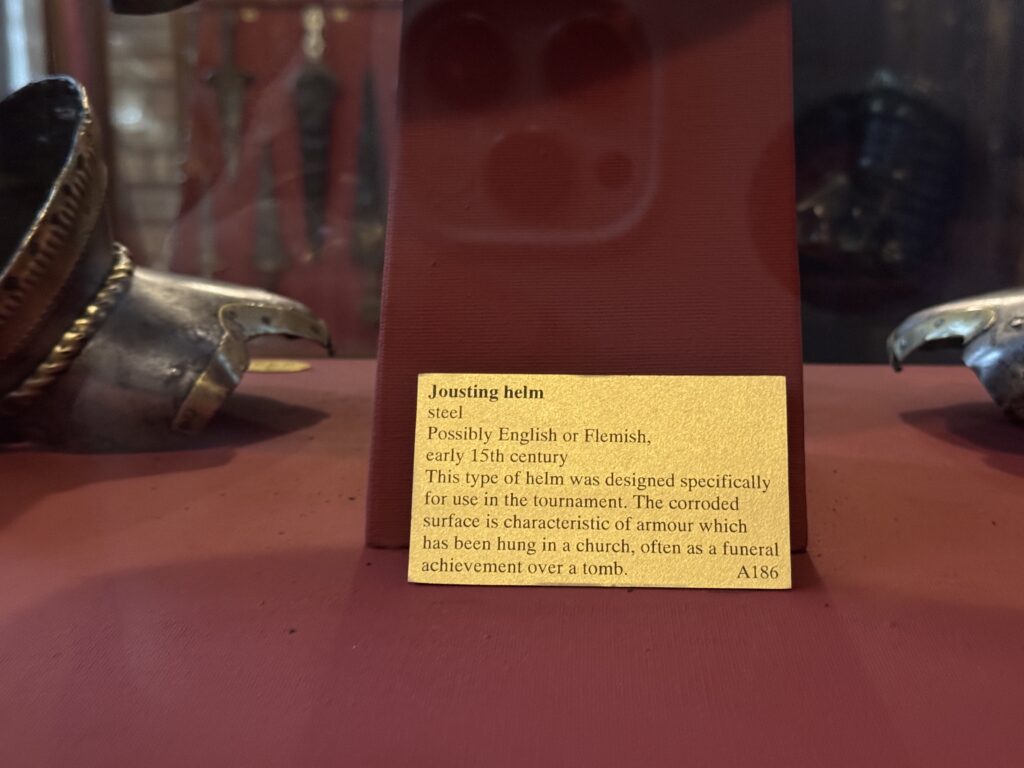 Jousting helm
steel
Possibly English or Flemish,
early 15th century
This type of helm was designed specifically
for use in the tournament. The corroded
surface is characteristic of armour which
has been hung in a church, often as a funeral
achievement over a tomb. A186